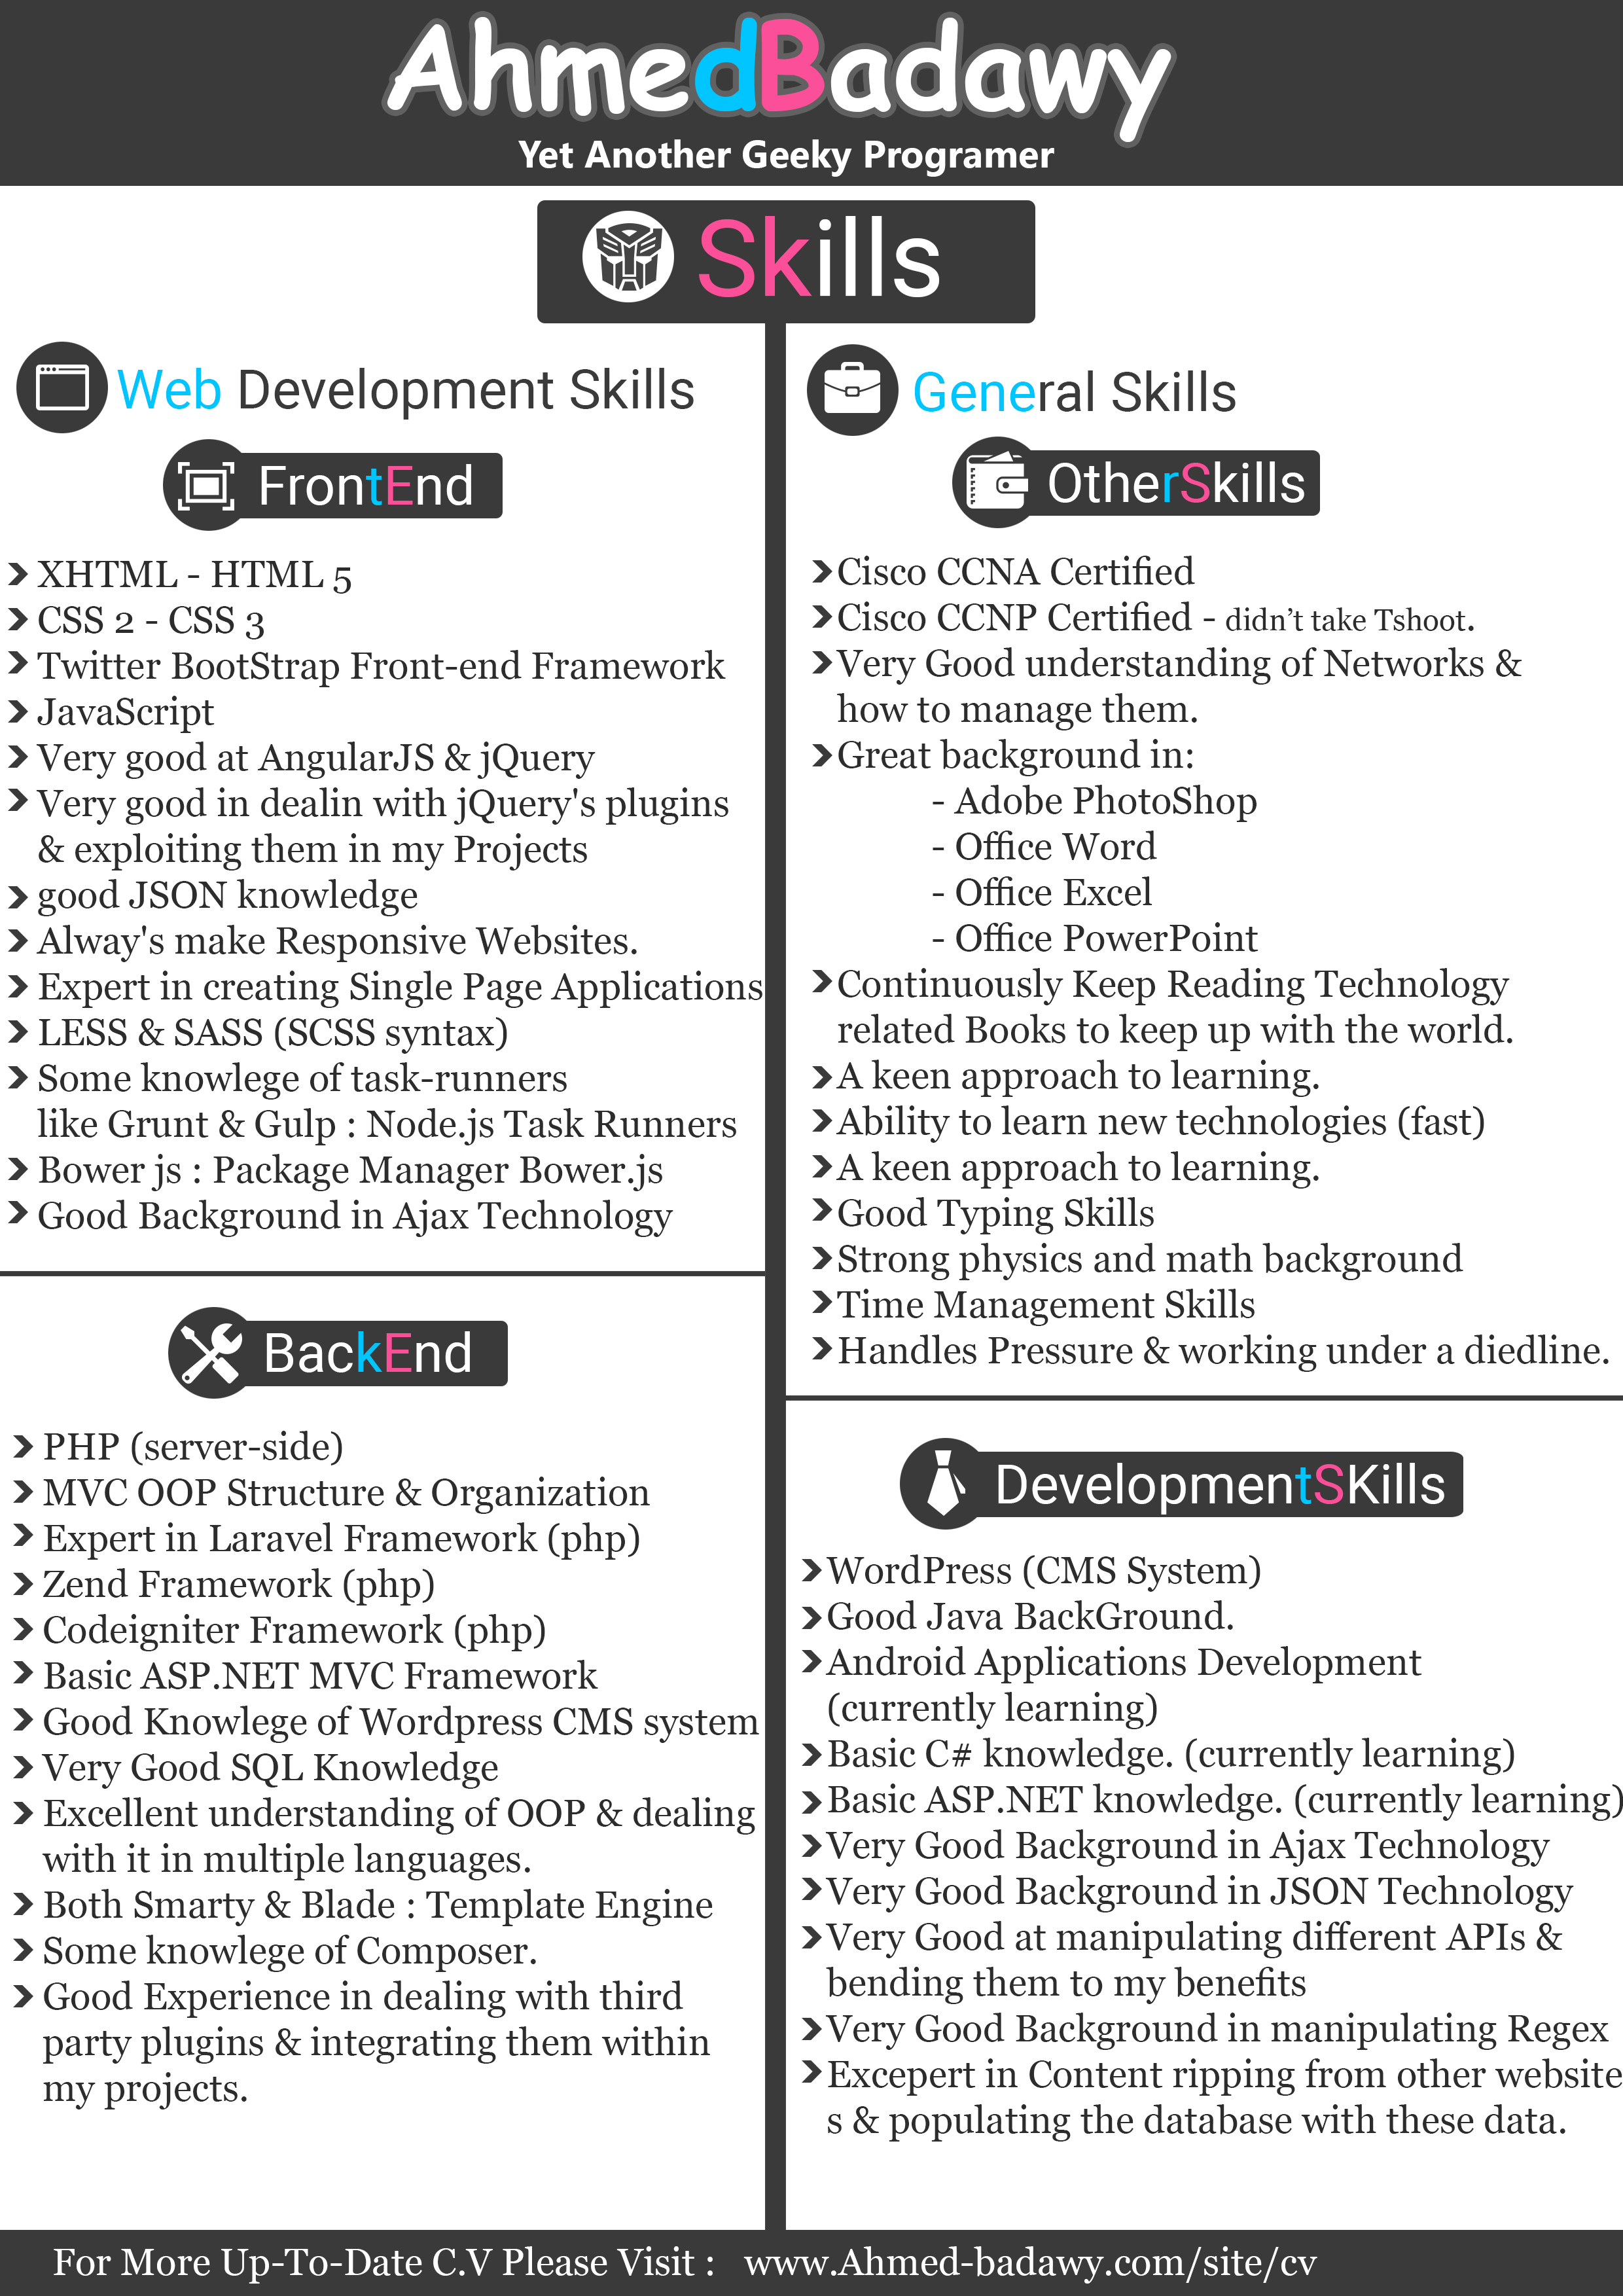 AhmedBadawy
Yet Another Geeky Programer
Skills
Web Development Skills
FrontEnd
XHTML - HTML 5
CSS 2 - CSS 3
Twitter BootStrap Front-end Framework
JavaScript
Very good at AngularJS & jQuery
Very good in dealin with jQuery's plugins
& exploiting them in my Projects
good JSON knowledge
Alway's make Responsive Websites.
Expert in creating Single Page Applications
LESS & SASS (SCSS syntax)
Some knowlege of task-runners
like Grunt & Gulp : Node.js Task Runners
Bower js : Package Manager Bower.js
Good Background in Ajax Technology
BackEnd
PHP (server-side)
MVC OOP Structure & Organization
Expert in Laravel Framework (php)
Zend Framework (php)
Codeigniter Framework (php)
Basic ASP.NET MVC Framework
Good Knowlege of Wordpress CMS system
Very Good SQL Knowledge
Excellent understanding of OOP & dealing
with it in multiple languages.
Both Smarty & Blade : Template Engine
Some knowlege of Composer.
Good Experience in dealing with third
party plugins & integrating them within
my projects.
General Skills
OtherSkills
Cisco CCNA Certified
Cisco CCNP Certified - didn't take Tshoot.
Very Good understanding of Networks &
how to manage them.
Great background in:
- Adobe PhotoShop
- Office Word
- Office Excel
- Office PowerPoint
Continuously Keep Reading Technology
related Books to keep up with the world.
A keen approach to learning.
Ability to learn new technologies (fast)
A keen approach to learning.
Good Typing Skills
Strong physics and math background
Time Management Skills
Handles Pressure & working under a diedline.
DevelopmentSKills
WordPress (CMS System)
Good Java BackGround.
Android Applications Development
(currently learning)
Basic C# knowledge. (currently learning)
Basic ASP.NET knowledge. (currently learning)
Very Good Background in Ajax Technology
Very Good Background in JSON Technology
Very Good at manipulating different APIs &
bending them to my benefits
Very Good Background in manipulating Regex
Excepert in Content ripping from other website
s & populating the database with these data.
For More Up-To-Date C.V Please Visit : www.Ahmed-badawy.com/site/cv